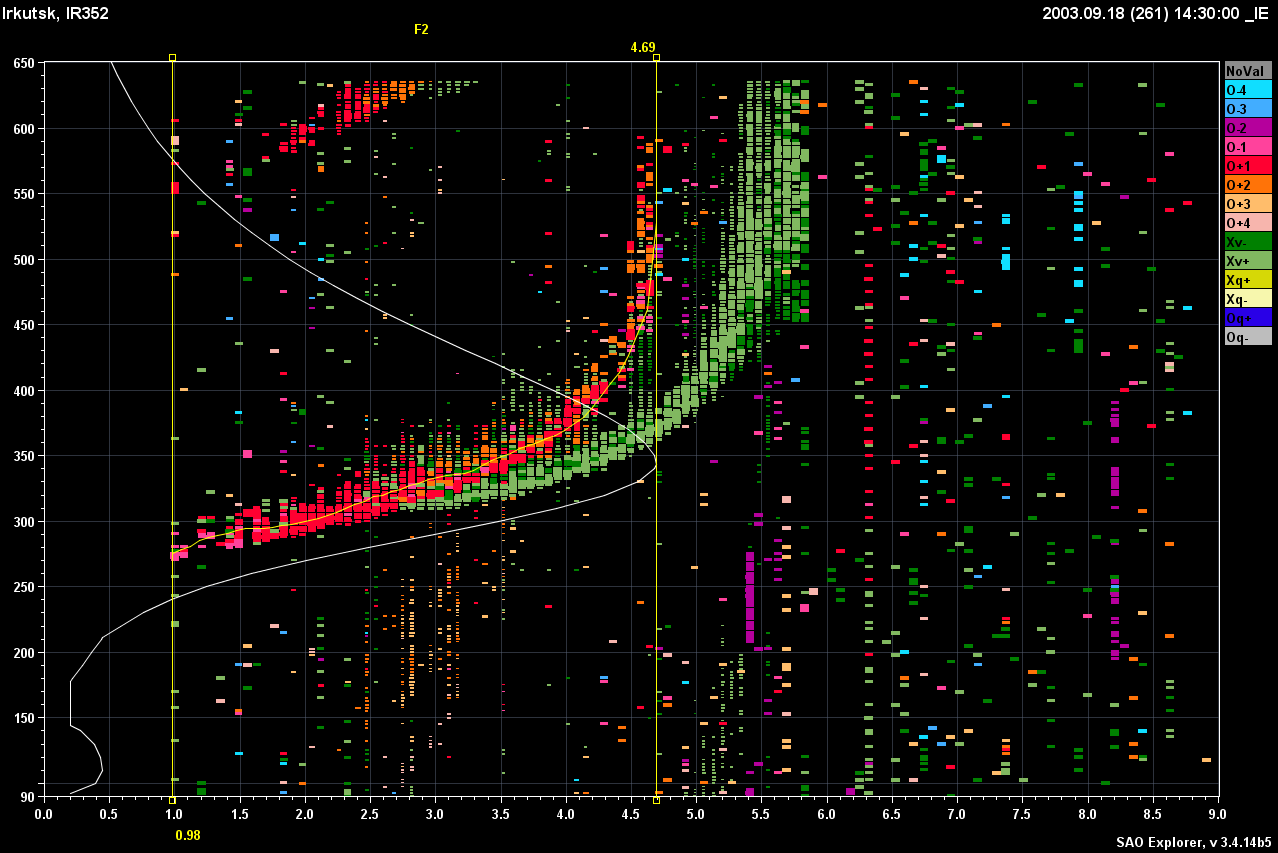 Irkutsk, IR352
2003.09.18 (261) 14:30:00 _IE
F2
4.69
650
600
550
500
450
400
350
300
250
200
150
90
NoVal
O-4
O-3
O-2
O-1
O+1
O+2
O+3
O+4
Xv-
Xv+
Xq+
Xq-
Oq+
Oq-
0.0 0.5 1.0 1.5 2.0 2.5 3.0 3.5 4.0 4.5 5.0 5.5 6.0 6.5 7.0 7.5 8.0 8.5 9.0
0.98
SAO Explorer, v 3.4.14b5